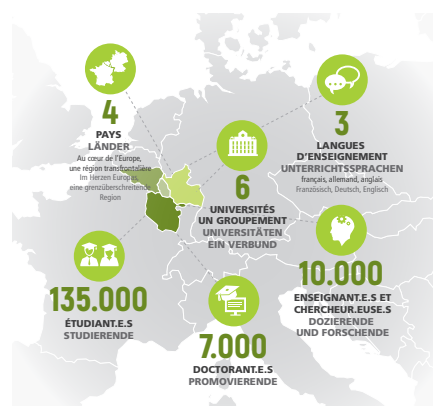 4
PAYS
LÄNDER
Au cœur de l'Europe,
une région transfrontalière
Im Herzen Europas,
eine grenzüberschreitende
Region
3
LANGUES
D'ENSEIGNEMENT
UNTERRICHTSSPRACHEN
français, allemand, anglais
Französisch, Deutsch, Englisch
6
UNIVERSITÉS
UN GROUPEMENT
UNIVERSITÄTEN
EIN VERBUND
135.000
ÉTUDIANT.E.S
STUDIERENDE
7.000
DOCTORANT.E.S
PROMOVIERENDE
10.000
ENSEIGNANT.E.S ET
CHERCHEUR.EUSE.S
DOZIERENDE
UND FORSCHENDE